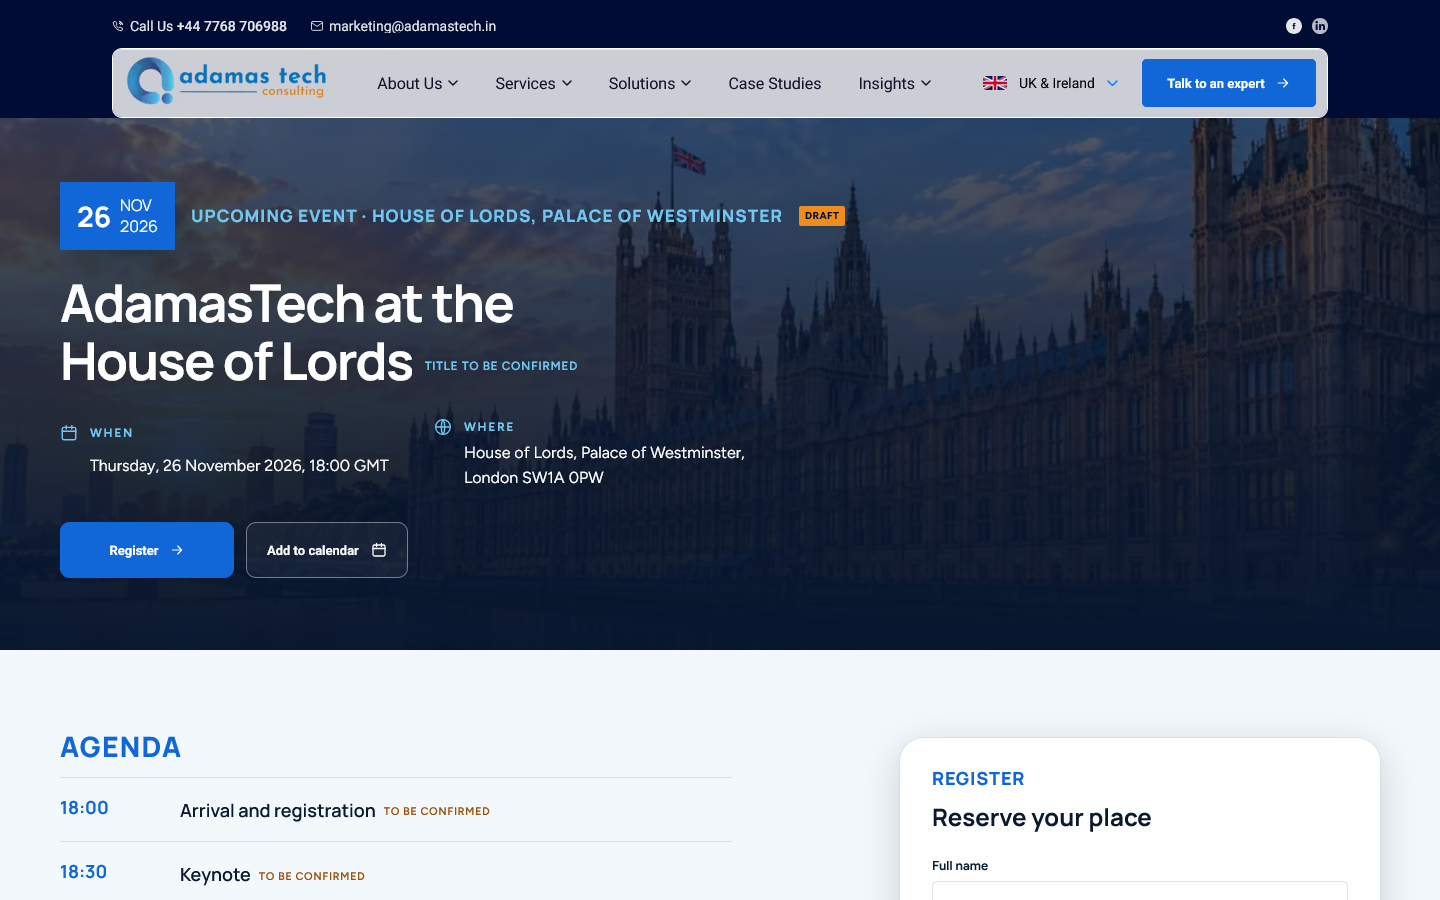 Call Us +44 7768 706988
marketing@adamastech.in
adamas tech
consulting
About Us
Services
Solutions
Case Studies
Insights
UK & Ireland
Talk to an expert
26
NOV
2026
UPCOMING EVENT · HOUSE OF LORDS, PALACE OF WESTMINSTER
DRAFT
AdamasTech at the
House of Lords TITLE TO BE CONFIRMED
WHEN
Thursday, 26 November 2026, 18:00 GMT
WHERE
House of Lords, Palace of Westminster,
London SW1A 0PW
Register
Add to calendar
AGENDA
18:00 Arrival and registration TO BE CONFIRMED
18:30 Keynote TO BE CONFIRMED
REGISTER
Reserve your place
Full name